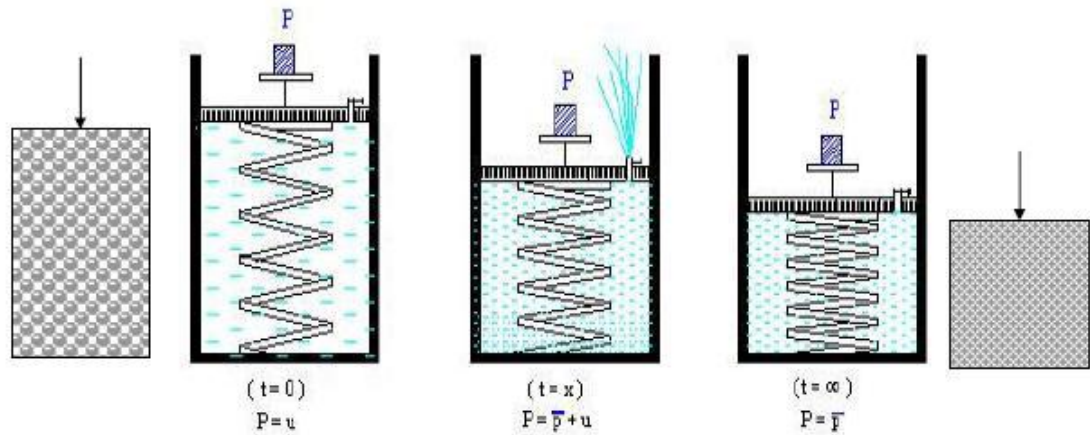 P
P
P
( t = 0 )
( t = x )
( t = ∞ )
P = u
P = p̅ + u
P = p̅